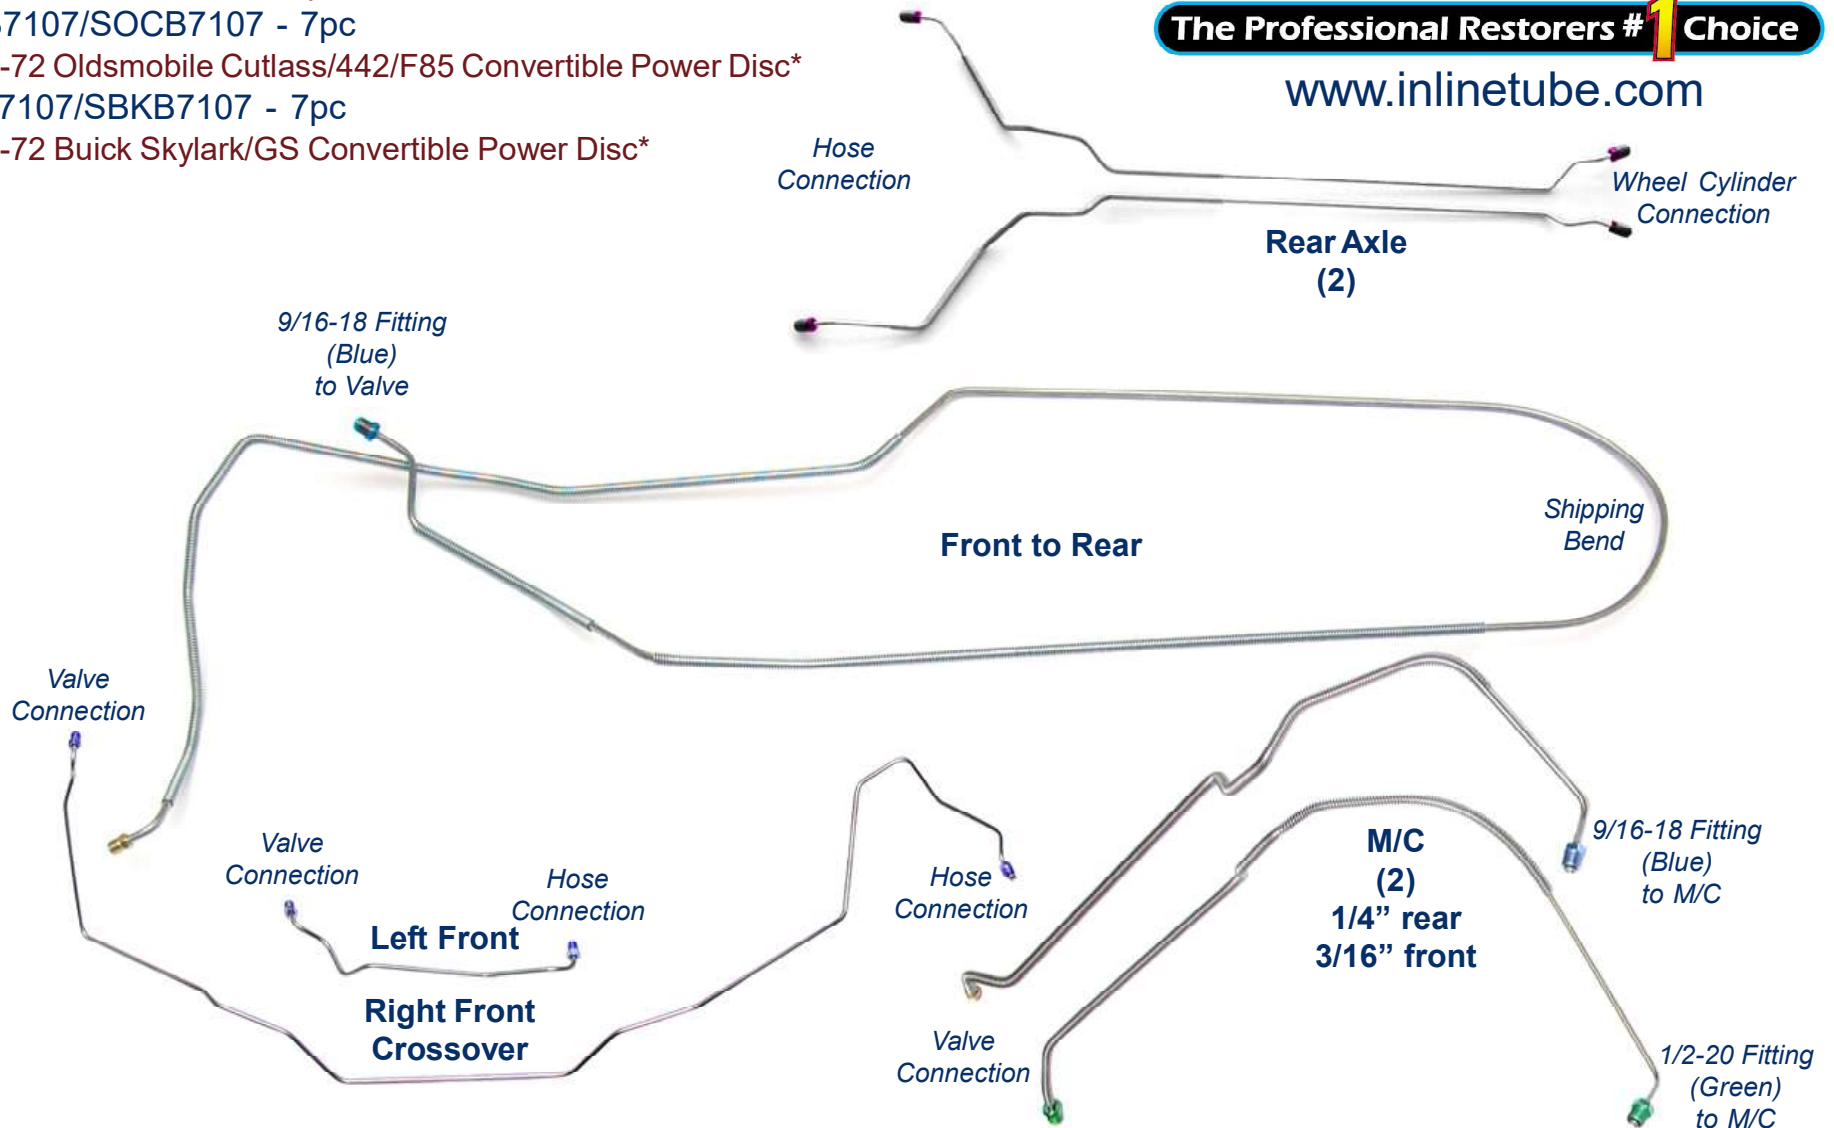 7107/SOCB7107 - 7pc
-72 Oldsmobile Cutlass/442/F85 Convertible Power Disc*
7107/SBKB7107 - 7pc
-72 Buick Skylark/GS Convertible Power Disc*
The Professional Restorers #1 Choice
www.inlinetube.com
Hose
Connection
Wheel Cylinder
Connection
Rear Axle
(2)
9/16-18 Fitting
(Blue)
to Valve
Front to Rear
Shipping
Bend
Valve
Connection
Valve
Connection
Hose
Connection
Left Front
Right Front
Crossover
Hose
Connection
M/C
(2)
1/4” rear
3/16” front
9/16-18 Fitting
(Blue)
to M/C
Valve
Connection
1/2-20 Fitting
(Green)
to M/C